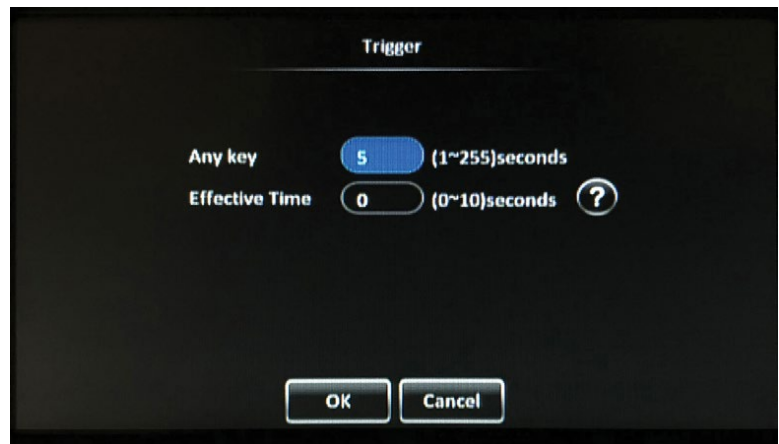 Trigger
Any key 5 (1~255)seconds
Effective Time 0 (0~10)seconds ?
OK Cancel